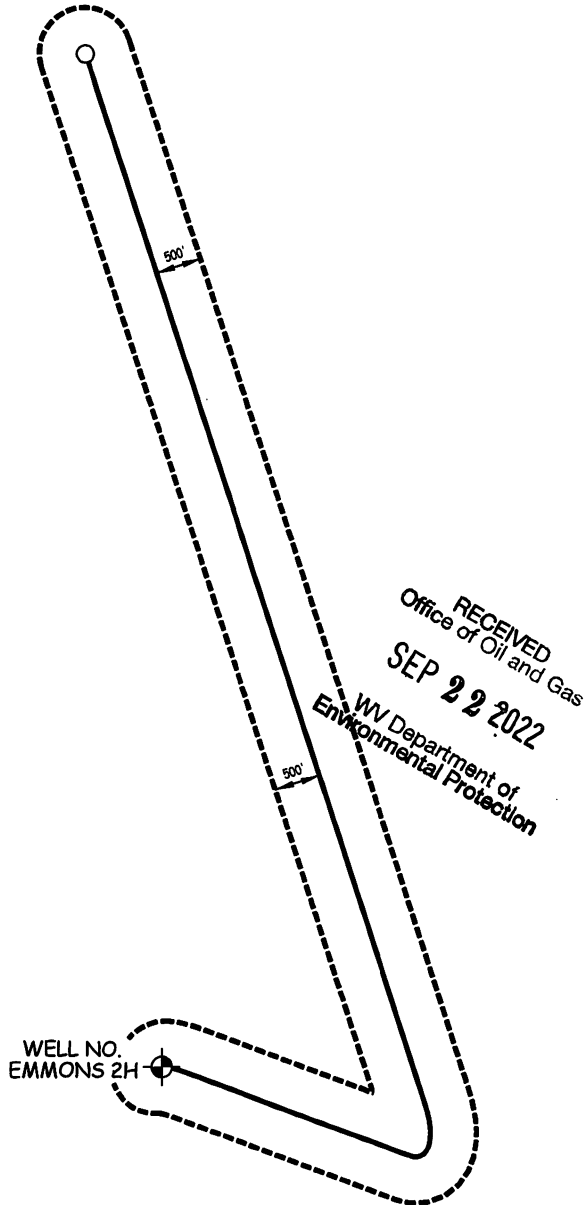 500'
RECEIVED
Office of Oil and Gas
SEP 22 2022
WV Department of
Environmental Protection
500'
WELL NO.
EMMONS 2H